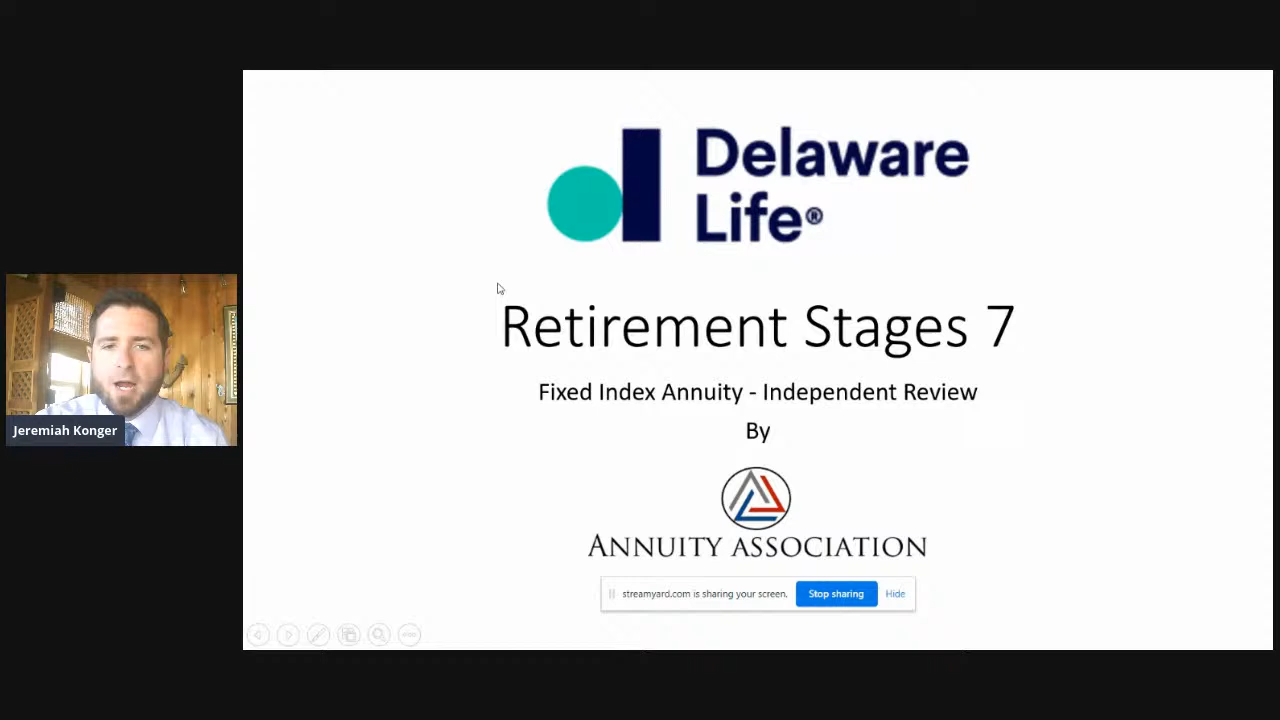 Delaware
Life®
Retirement Stages 7
Fixed Index Annuity - Independent Review
By
ANNUITY ASSOCIATION
streamyard.com is sharing your screen.
Stop sharing
Hide
Jeremiah Konger